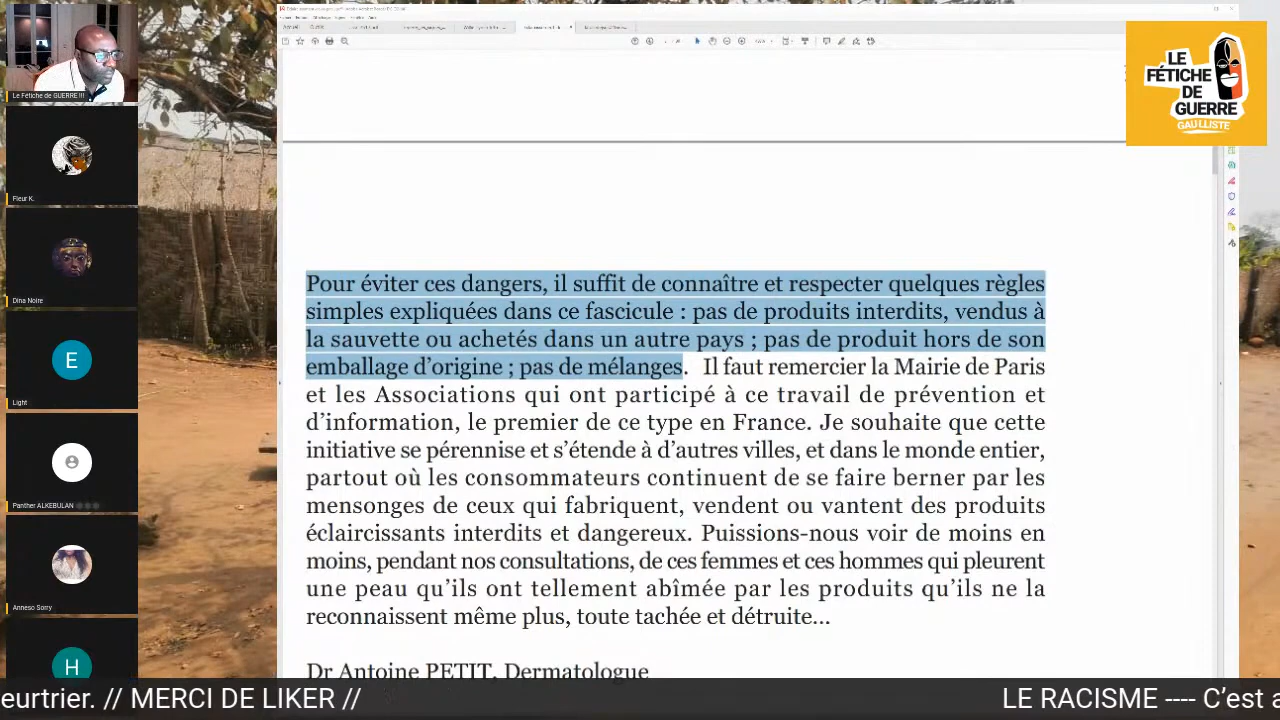 LE
FÉTICHE
DE
GUERRE
GAULLISTE
Le Fétiche de GUERRE !!!
Fleur K.
Dina Noire
E
Light
Panther ALKEBULAN
Anneso Sorry
H
Pour éviter ces dangers, il suffit de connaître et respecter quelques règles
simples expliquées dans ce fascicule : pas de produits interdits, vendus à
la sauvette ou achetés dans un autre pays ; pas de produit hors de son
emballage d’origine ; pas de mélanges. Il faut remercier la Mairie de Paris
et les Associations qui ont participé à ce travail de prévention et
d’information, le premier de ce type en France. Je souhaite que cette
initiative se pérennise et s’étende à d’autres villes, et dans le monde entier,
partout où les consommateurs continuent de se faire berner par les
mensonges de ceux qui fabriquent, vendent ou vantent des produits
éclaircissants interdits et dangereux. Puissions-nous voir de moins en
moins, pendant nos consultations, de ces femmes et ces hommes qui pleurent
une peau qu’ils ont tellement abîmée par les produits qu’ils ne la
reconnaissent même plus, toute tachée et détruite...
Dr Antoine PETIT, Dermatologue
eurtrier. // MERCI DE LIKER // LE RACISME ---- C’est a